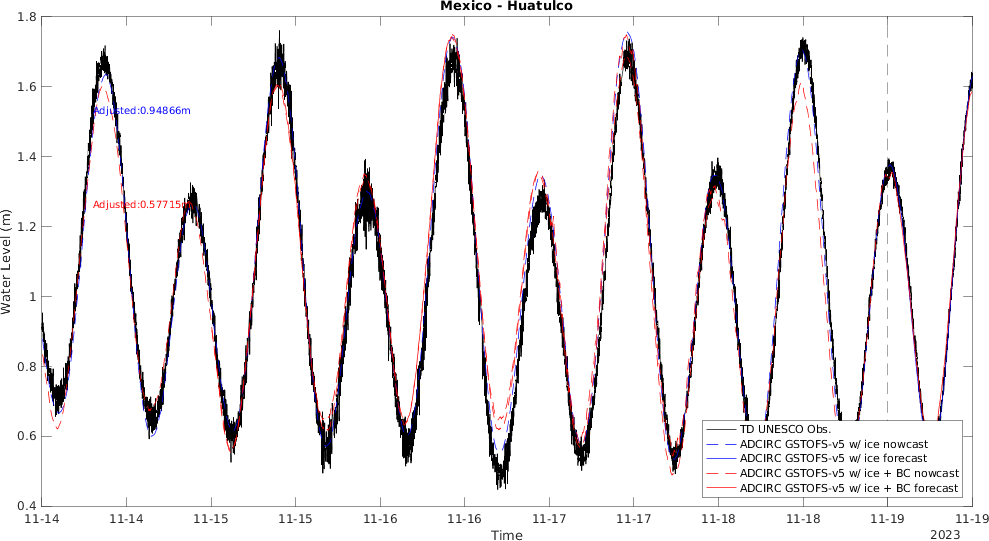 Mexico - Huatulco
1.8
1.6
1.4
1.2
1
0.8
0.6
0.4
Water Level (m)
Adjusted:0.94866m
Adjusted:0.57715
TD UNESCO Obs.
ADCIRC GSTOFS-v5 w/ ice nowcast
ADCIRC GSTOFS-v5 w/ ice forecast
ADCIRC GSTOFS-v5 w/ ice + BC nowcast
ADCIRC GSTOFS-v5 w/ ice + BC forecast
11-14 11-14 11-15 11-15 11-16 11-16 11-17 11-17 11-18 11-18 11-19 11-19
Time
2023